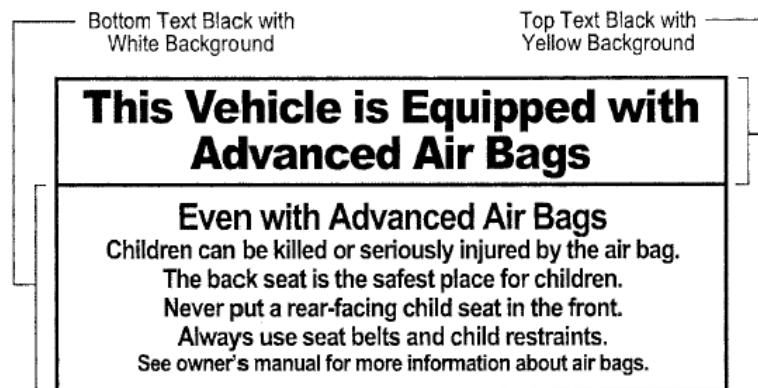 Bottom Text Black with
White Background
Top Text Black with
Yellow Background
This Vehicle is Equipped with
Advanced Air Bags
Even with Advanced Air Bags
Children can be killed or seriously injured by the air bag.
The back seat is the safest place for children.
Never put a rear-facing child seat in the front.
Always use seat belts and child restraints.
See owner's manual for more information about air bags.